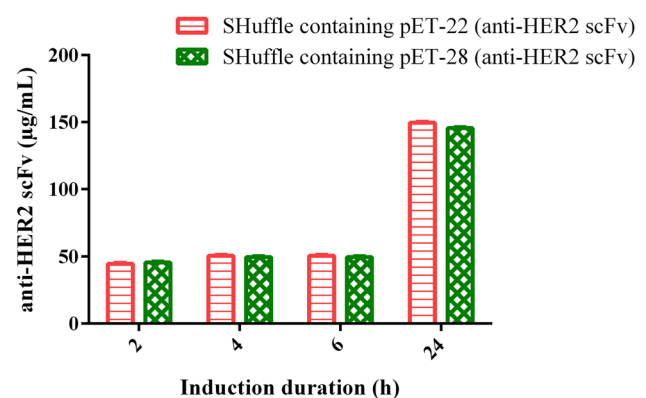 SHuffle containing pET-22 (anti-HER2 scFv)
SHuffle containing pET-28 (anti-HER2 scFv)
anti-HER2 scFv (µg/mL)
200
150
100
50
0
2
4
6
24
Induction duration (h)